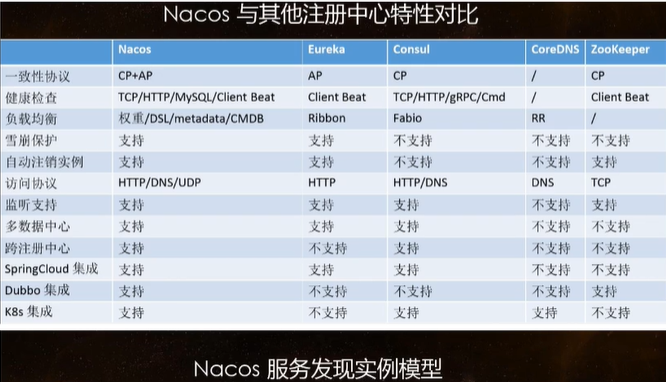 Nacos 与其他注册中心特性对比
Nacos Eureka Consul CoreDNS ZooKeeper
一致性协议 CP+AP AP CP / CP
健康检查 TCP/HTTP/MySQL/Client Beat Client Beat TCP/HTTP/gRPC/Cmd / Client Beat
负载均衡 权重/DSL/metadata/CMDB Ribbon Fabio RR /
雪崩保护 支持 支持 不支持 不支持 不支持
自动注销实例 支持 支持 不支持 不支持 支持
访问协议 HTTP/DNS/UDP HTTP HTTP/DNS DNS TCP
监听支持 支持 支持 支持 不支持 支持
多数据中心 支持 支持 支持 不支持 不支持
跨注册中心 支持 不支持 支持 不支持 不支持
SpringCloud 集成 支持 支持 支持 不支持 不支持
Dubbo 集成 支持 不支持 不支持 不支持 支持
K8s 集成 支持 不支持 支持 支持 不支持
Nacos 服务发现实例模型